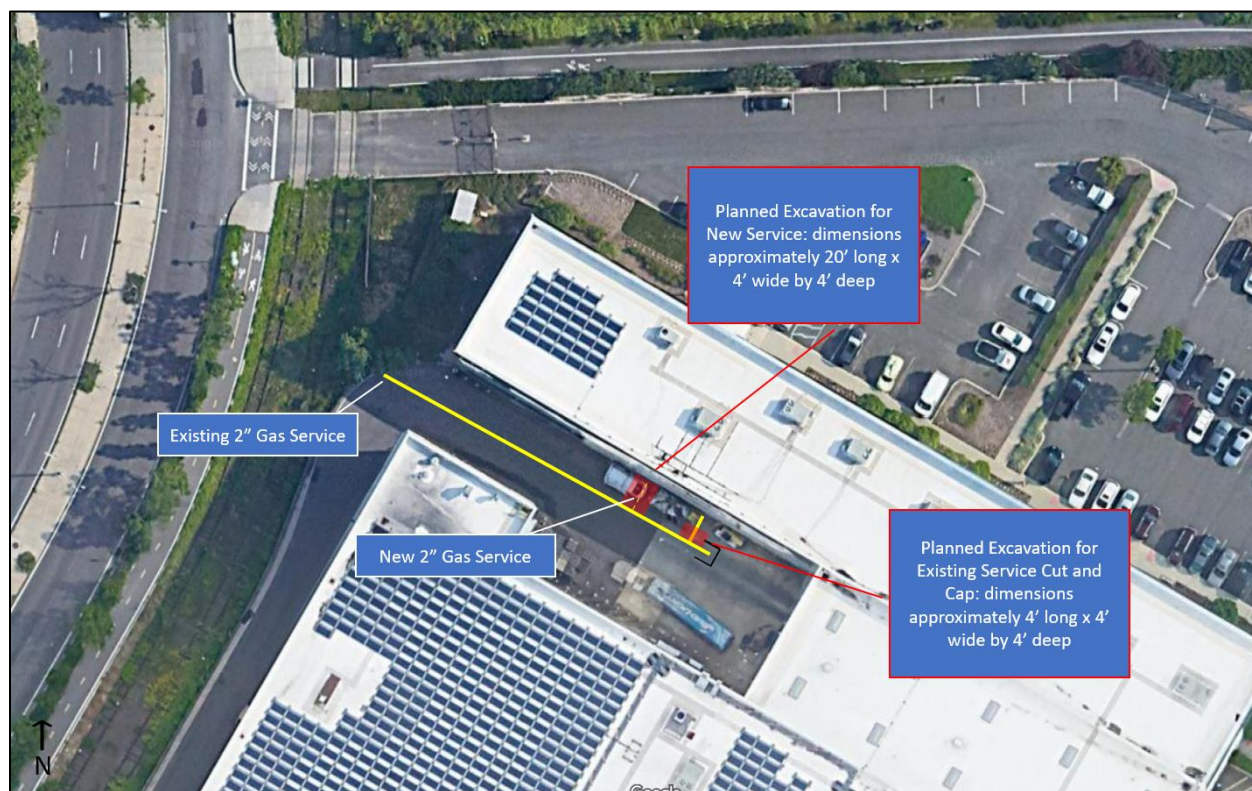 Planned Excavation for
New Service: dimensions
approximately 20’ long x
4’ wide by 4’ deep
Existing 2” Gas Service
New 2” Gas Service
Planned Excavation for
Existing Service Cut and
Cap: dimensions
approximately 4’ long x 4’
wide by 4’ deep
N
Google